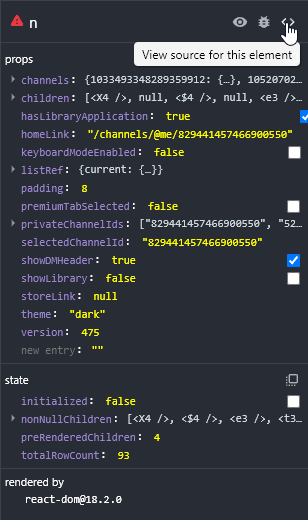 n
View source for this element
props
channels: {1033493348289359912: {…}, 10520702…
children: [<X4 />, null, <$4 />, null, <e3 />…
hasLibraryApplication: true
homeLink: "/channels/@me/829441457466900550"
keyboardModeEnabled: false
listRef: {current: {…}}
padding: 8
premiumTabSelected: false
privateChannelIds: ["829441457466900550", "52…
selectedChannelId: "829441457466900550"
showDMHeader: true
showLibrary: false
storeLink: null
theme: "dark"
version: 475
new entry: ""
state
initialized: false
nonNullChildren: [<X4 />, <$4 />, <e3 />, <t3…
preRenderedChildren: 4
totalRowCount: 93
rendered by
react-dom@18.2.0